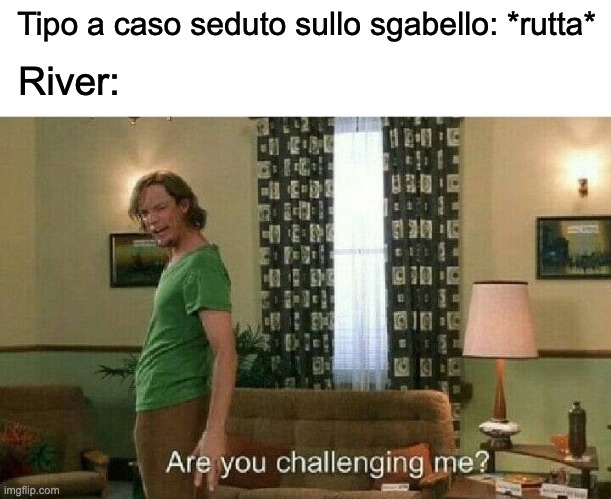 Tipo a caso seduto sullo sgabello: *rutta*
River:
Are you challenging me?
imgflip.com